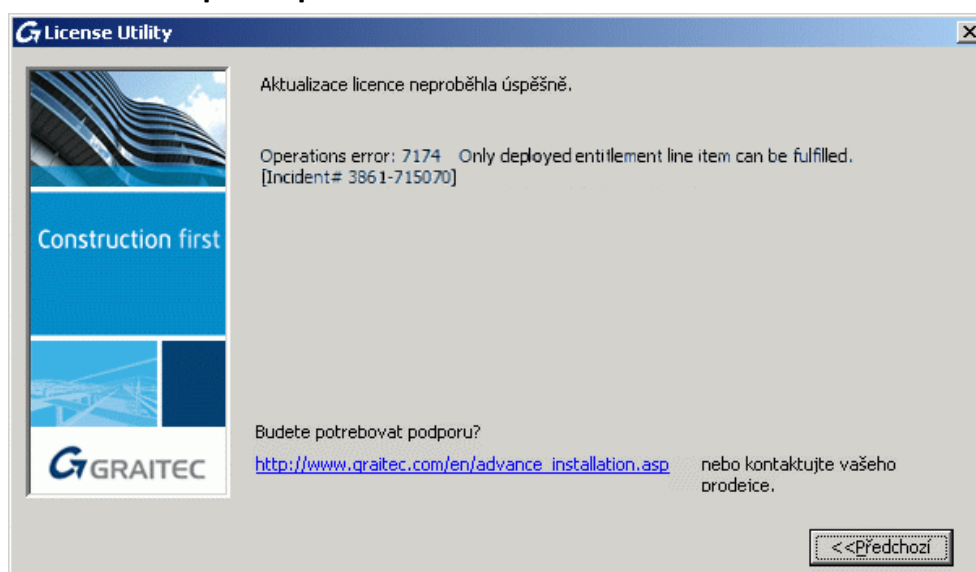 License Utility
Aktualizace licence neproběhla úspěšně.
Operations error: 7174 Only deployed entitlement line item can be fulfilled.
[Incident# 3861-715070]
Construction first
GRAITEC
Budete potrebovat podporu?
http://www.graitec.com/en/advance_installation.asp nebo kontaktujte vašeho
prodejce.
<<Předchozí